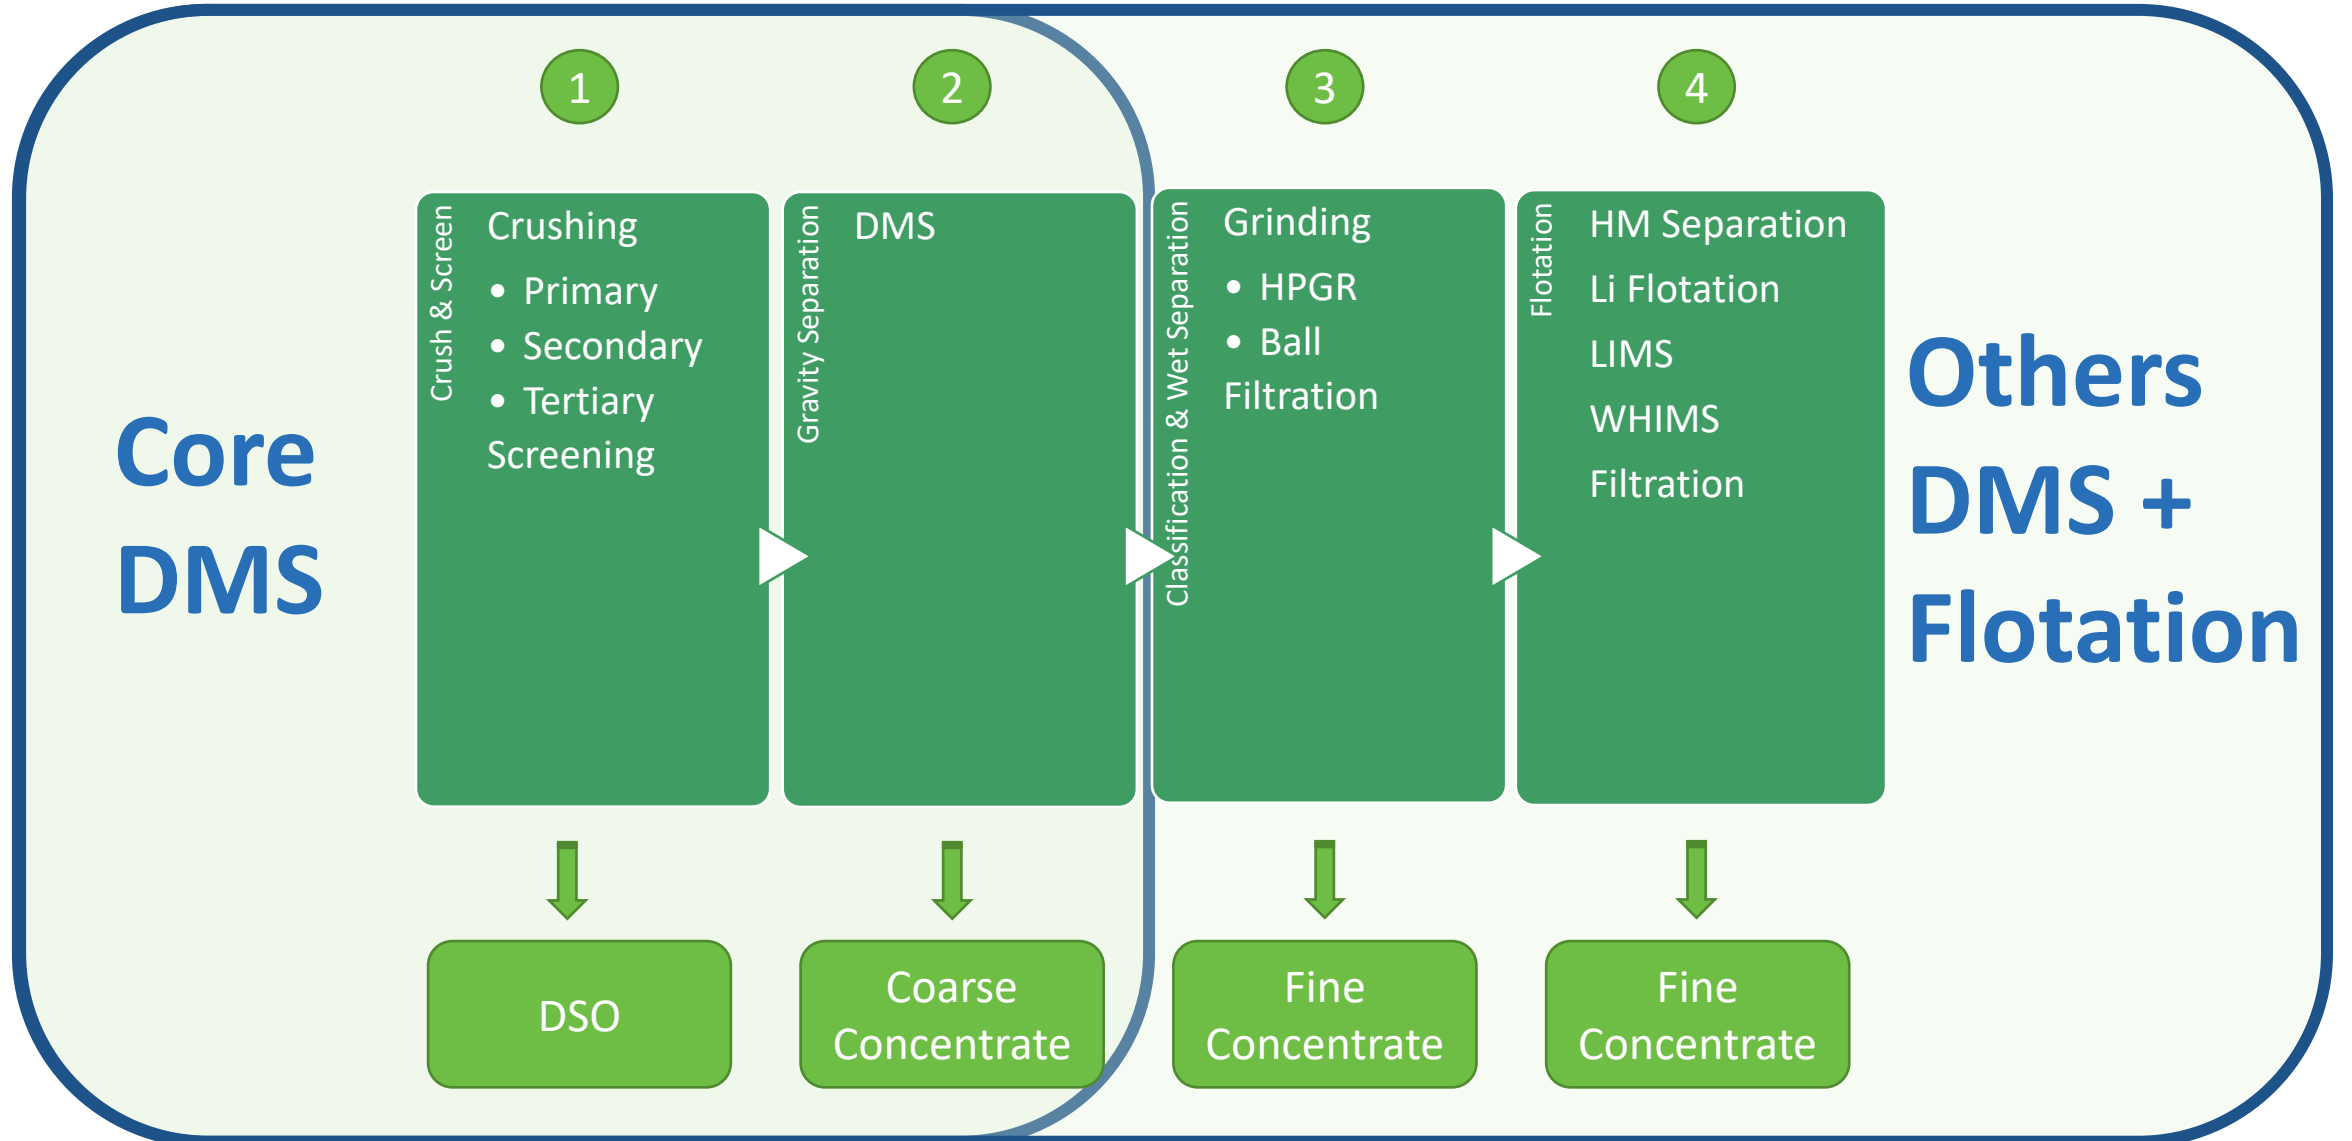 1
2
3
4
Core
DMS
Crush & Screen
Crushing
• Primary
• Secondary
• Tertiary
Screening
Gravity Separation
DMS
Classification & Wet Separation
Grinding
• HPGR
• Ball
Filtration
Flotation
HM Separation
Li Flotation
LIMS
WHIMS
Filtration
Others
DMS +
Flotation
DSO
Coarse
Concentrate
Fine
Concentrate
Fine
Concentrate